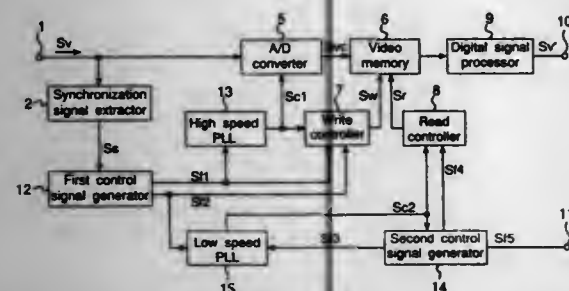 1
Sv
5
A/D
converter
Svc
6
Video
memory
9
Digital signal
processor
10
Sv'
2
Synchronization
signal extractor
13
High speed
PLL
Sc1
7
Write
controller
Sw
Sr
8
Read
controller
Ss
12
First control
signal generator
Sf1
Sf2
Sf4
Sc2
Low speed
PLL
15
Sf3
Second control
signal generator
14
Sf5